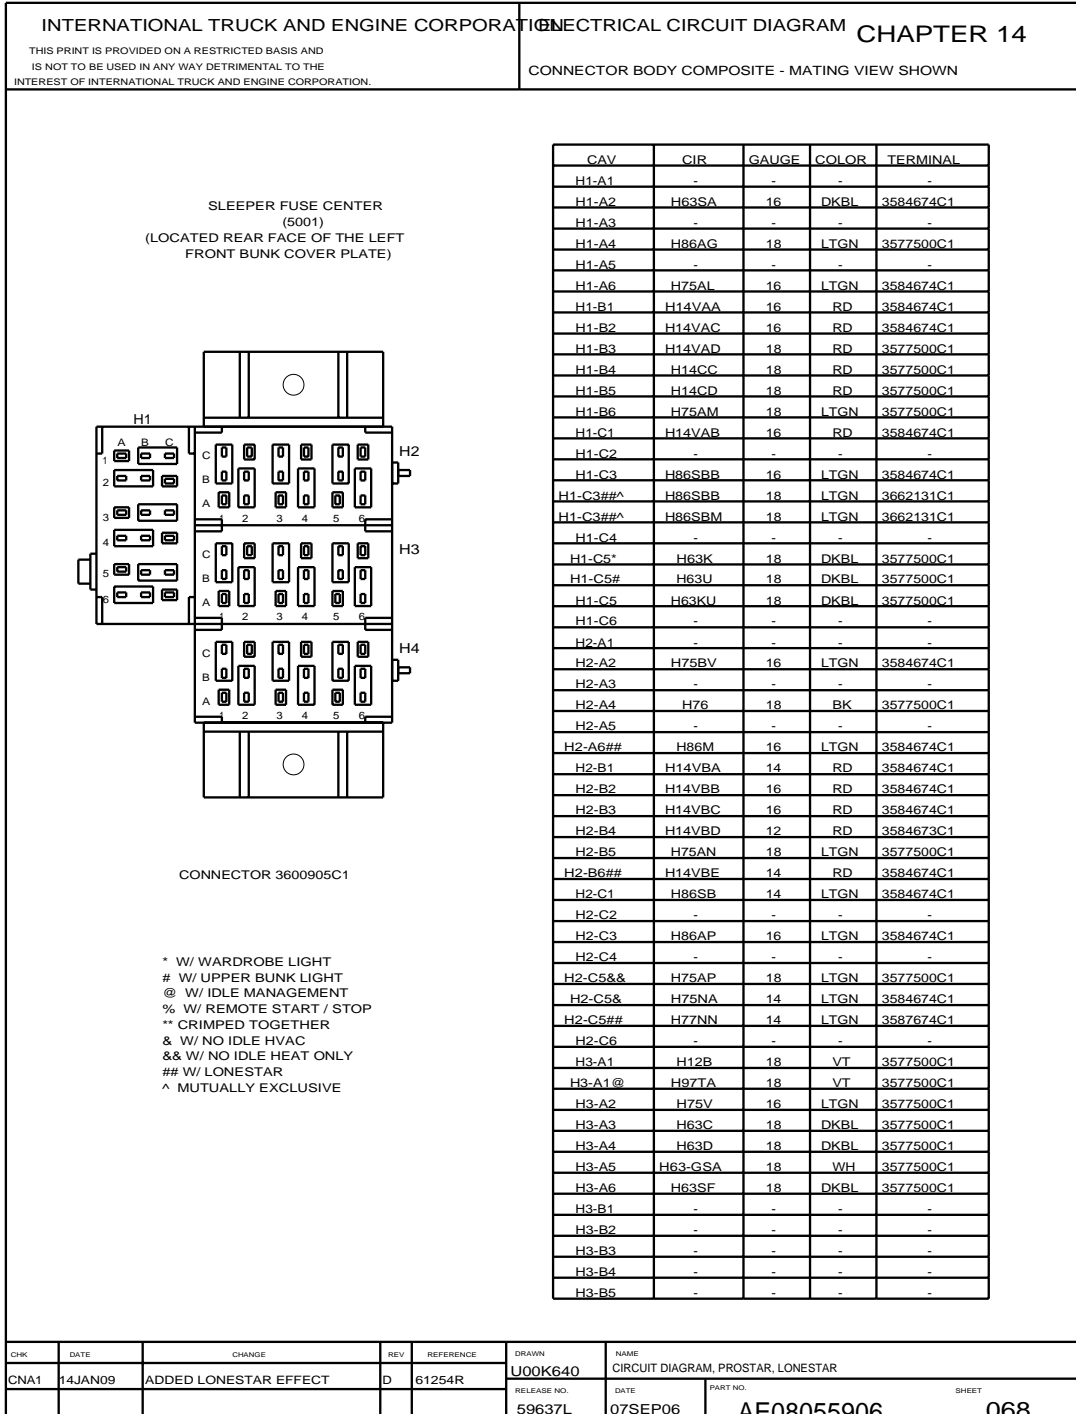 INTERNATIONAL TRUCK AND ENGINE CORPORATION
THIS PRINT IS PROVIDED ON A RESTRICTED BASIS AND
IS NOT TO BE USED IN ANY WAY DETRIMENTAL TO THE
INTEREST OF INTERNATIONAL TRUCK AND ENGINE CORPORATION.
ELECTRICAL CIRCUIT DIAGRAM CHAPTER 14
CONNECTOR BODY COMPOSITE - MATING VIEW SHOWN
SLEEPER FUSE CENTER
(5001)
(LOCATED REAR FACE OF THE LEFT
FRONT BUNK COVER PLATE)
H1
A B C
1
2
3
4
5
6
H2
C
B
A
1 2 3 4 5 6
H3
C
B
A
1 2 3 4 5 6
H4
C
B
A
1 2 3 4 5 6
CONNECTOR 3600905C1
* W/ WARDROBE LIGHT
# W/ UPPER BUNK LIGHT
@ W/ IDLE MANAGEMENT
% W/ REMOTE START / STOP
** CRIMPED TOGETHER
& W/ NO IDLE HVAC
&& W/ NO IDLE HEAT ONLY
## W/ LONESTAR
^ MUTUALLY EXCLUSIVE
CAV CIR GAUGE COLOR TERMINAL
H1-A1 - - - -
H1-A2 H63SA 16 DKBL 3584674C1
H1-A3 - - - -
H1-A4 H86AG 18 LTGN 3577500C1
H1-A5 - - - -
H1-A6 H75AL 16 LTGN 3584674C1
H1-B1 H14VAA 16 RD 3584674C1
H1-B2 H14VAC 16 RD 3584674C1
H1-B3 H14VAD 18 RD 3577500C1
H1-B4 H14CC 18 RD 3577500C1
H1-B5 H14CD 18 RD 3577500C1
H1-B6 H75AM 18 LTGN 3577500C1
H1-C1 H14VAB 16 RD 3584674C1
H1-C2 - - - -
H1-C3 H86SBB 16 LTGN 3584674C1
H1-C3##^ H86SBB 18 LTGN 3662131C1
H1-C3##^ H86SBM 18 LTGN 3662131C1
H1-C4 - - - -
H1-C5* H63K 18 DKBL 3577500C1
H1-C5# H63U 18 DKBL 3577500C1
H1-C5 H63KU 18 DKBL 3577500C1
H1-C6 - - - -
H2-A1 - - - -
H2-A2 H75BV 16 LTGN 3584674C1
H2-A3 - - - -
H2-A4 H76 18 BK 3577500C1
H2-A5 - - - -
H2-A6## H86M 16 LTGN 3584674C1
H2-B1 H14VBA 14 RD 3584674C1
H2-B2 H14VBB 16 RD 3584674C1
H2-B3 H14VBC 16 RD 3584674C1
H2-B4 H14VBD 12 RD 3584673C1
H2-B5 H75AN 18 LTGN 3577500C1
H2-B6## H14VBE 14 RD 3584674C1
H2-C1 H86SB 14 LTGN 3584674C1
H2-C2 - - - -
H2-C3 H86AP 16 LTGN 3584674C1
H2-C4 - - - -
H2-C5&& H75AP 18 LTGN 3577500C1
H2-C5& H75NA 14 LTGN 3584674C1
H2-C5## H77NN 14 LTGN 3587674C1
H2-C6 - - - -
H3-A1 H12B 18 VT 3577500C1
H3-A1@ H97TA 18 VT 3577500C1
H3-A2 H75V 16 LTGN 3577500C1
H3-A3 H63C 18 DKBL 3577500C1
H3-A4 H63D 18 DKBL 3577500C1
H3-A5 H63-GSA 18 WH 3577500C1
H3-A6 H63SF 18 DKBL 3577500C1
H3-B1 - - - -
H3-B2 - - - -
H3-B3 - - - -
H3-B4 - - - -
H3-B5 - - - -
CHK DATE CHANGE REV REFERENCE
CNA1 14JAN09 ADDED LONESTAR EFFECT D 61254R
DRAWN
U00K640
NAME
CIRCUIT DIAGRAM, PROSTAR, LONESTAR
RELEASE NO.
59637L
DATE
07SEP06
PART NO.
AE08055906
SHEET
068